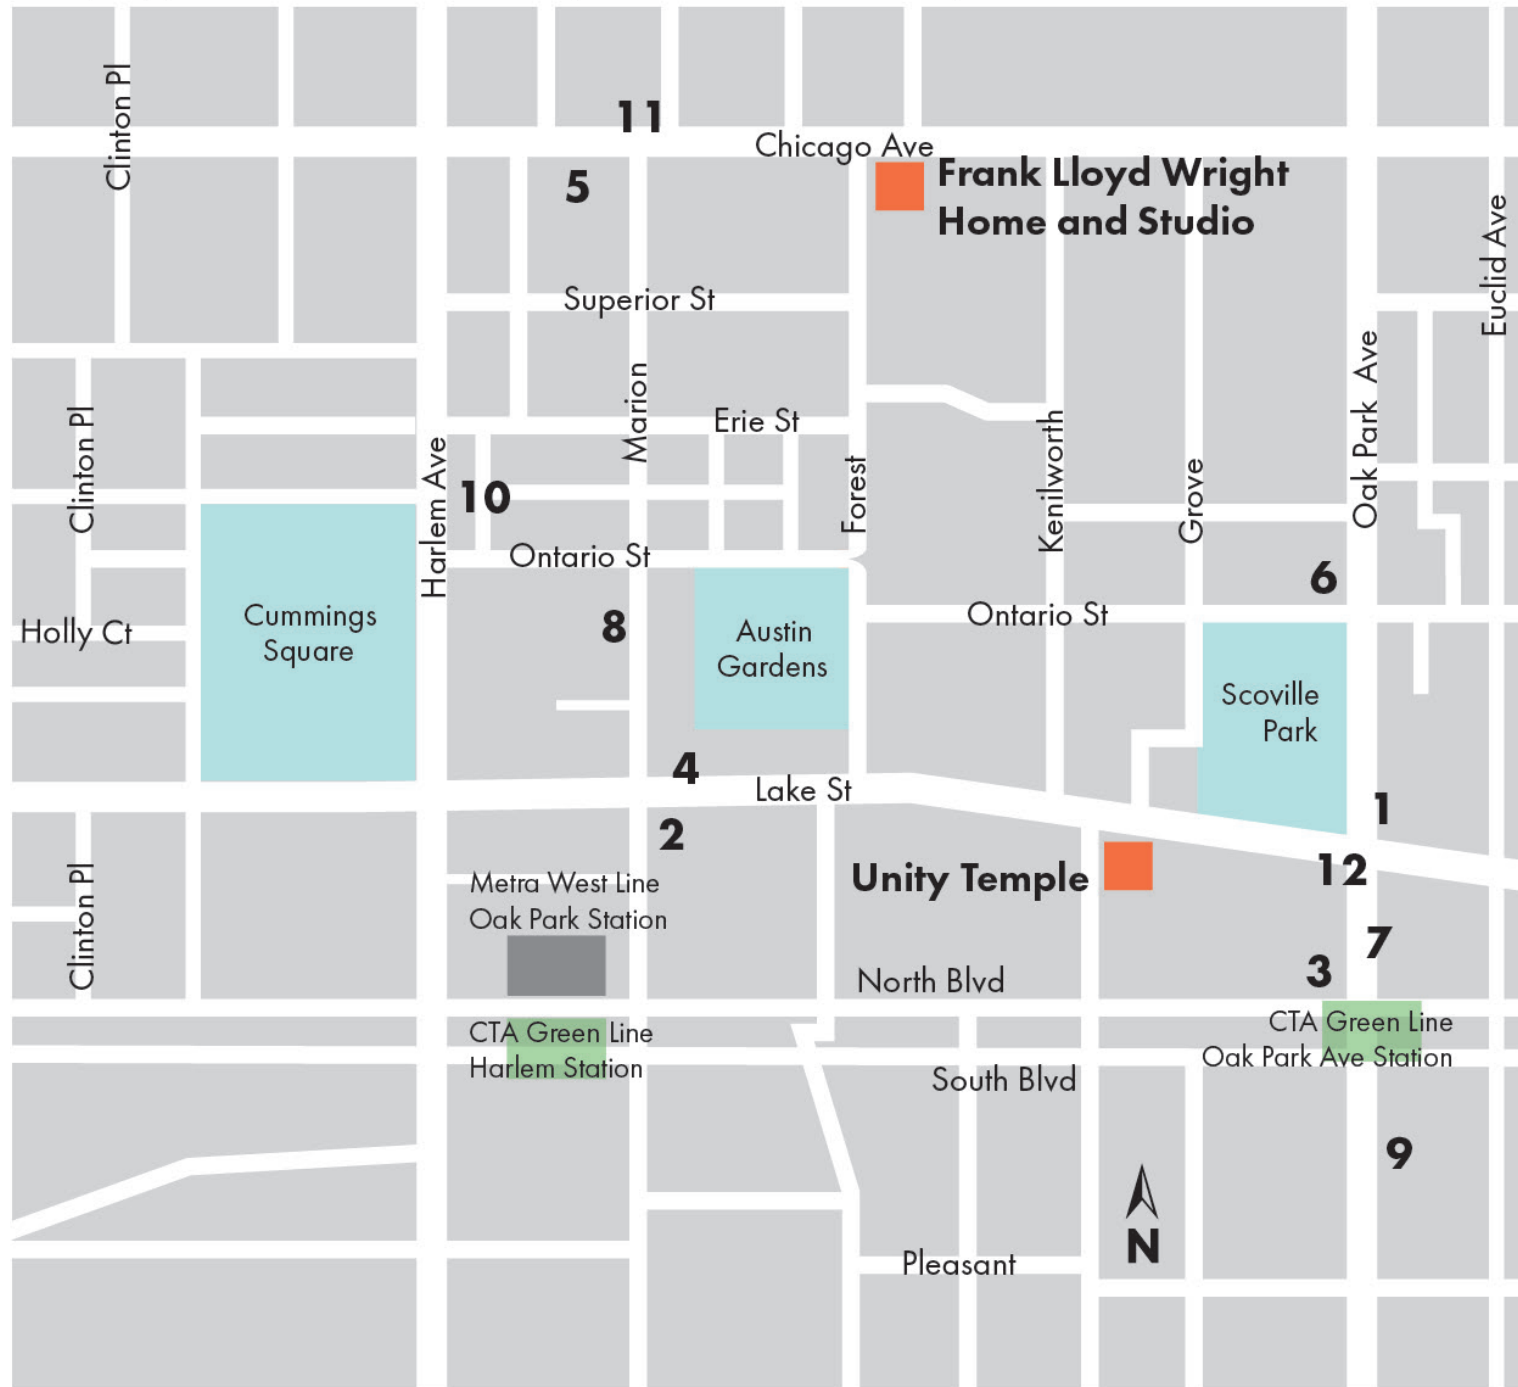 Clinton Pl
11
Chicago Ave
5
Frank Lloyd Wright
Home and Studio
Euclid Ave
Superior St
Oak Park Ave
Marion
Erie St
Clinton Pl
Harlem Ave
Forest
Kenilworth
Grove
10
Ontario St
6
Cummings
Square
Holly Ct
8
Austin
Gardens
Ontario St
Scoville
Park
4
Lake St
1
2
Unity Temple
12
Metra West Line
Oak Park Station
Clinton Pl
7
3
North Blvd
CTA Green Line
Harlem Station
CTA Green Line
Oak Park Ave Station
South Blvd
9
N
Pleasant